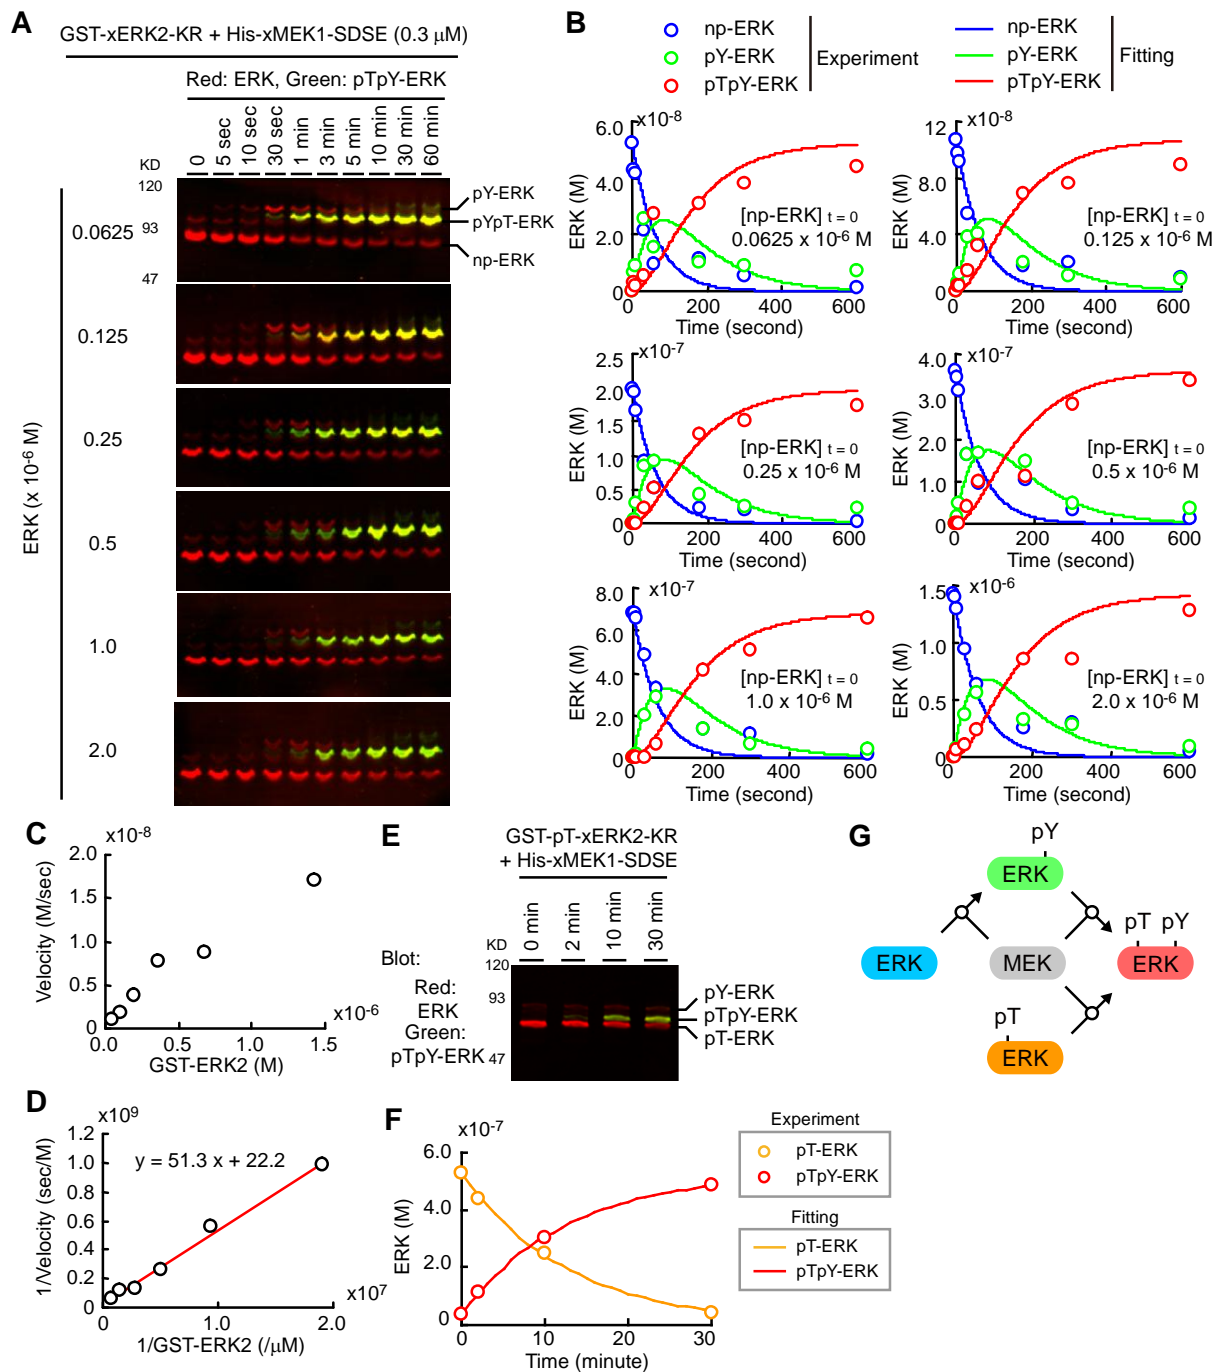 A
GST-xERK2-KR + His-xMEK1-SDSE (0.3 μM)
Red: ERK, Green: pTpY-ERK
KD
0
5 sec
10 sec
30 sec
1 min
3 min
5 min
10 min
30 min
60 min
120
93
47
pY-ERK
pYpT-ERK
np-ERK
ERK (x 10-6 M)
0.0625
0.125
0.25
0.5
1.0
2.0
B
np-ERK
pY-ERK
pTpY-ERK
Experiment
np-ERK
pY-ERK
pTpY-ERK
Fitting
x10-8
6.0
4.0
2.0
0
ERK (M)
[np-ERK] t = 0
0.0625 x 10-6 M
0 200 400 600
Time (second)
x10-8
12
8.0
4.0
0
ERK (M)
[np-ERK] t = 0
0.125 x 10-6 M
0 200 400 600
Time (second)
x10-7
2.5
2.0
1.5
1.0
0.5
0
ERK (M)
[np-ERK] t = 0
0.25 x 10-6 M
0 200 400 600
Time (second)
x10-7
4.0
3.0
2.0
1.0
0
ERK (M)
[np-ERK] t = 0
0.5 x 10-6 M
0 200 400 600
Time (second)
x10-7
8.0
6.0
4.0
2.0
0
ERK (M)
[np-ERK] t = 0
1.0 x 10-6 M
0 200 400 600
Time (second)
x10-6
1.5
1.0
0.5
0
ERK (M)
[np-ERK] t = 0
2.0 x 10-6 M
0 200 400 600
Time (second)
C
x10-8
2.0
1.5
1.0
0.5
0
Velocity (M/sec)
x10-6
0.0 0.5 1.0 1.5
GST-ERK2 (M)
D
x109
1.2
1.0
0.8
0.6
0.4
0.2
0
1/Velocity (sec/M)
y = 51.3 x + 22.2
x107
0 1.0 2.0
1/GST-ERK2 (/μM)
E
GST-pT-xERK2-KR
+ His-xMEK1-SDSE
0 min
2 min
10 min
30 min
KD
120
93
47
Blot:
Red:
ERK
Green:
pTpY-ERK
pY-ERK
pTpY-ERK
pT-ERK
F
x10-7
6.0
4.0
2.0
0
ERK (M)
0 10 20 30
Time (minute)
Experiment
pT-ERK
pTpY-ERK
Fitting
pT-ERK
pTpY-ERK
G
pY
ERK
pT pY
ERK MEK ERK
pT
ERK